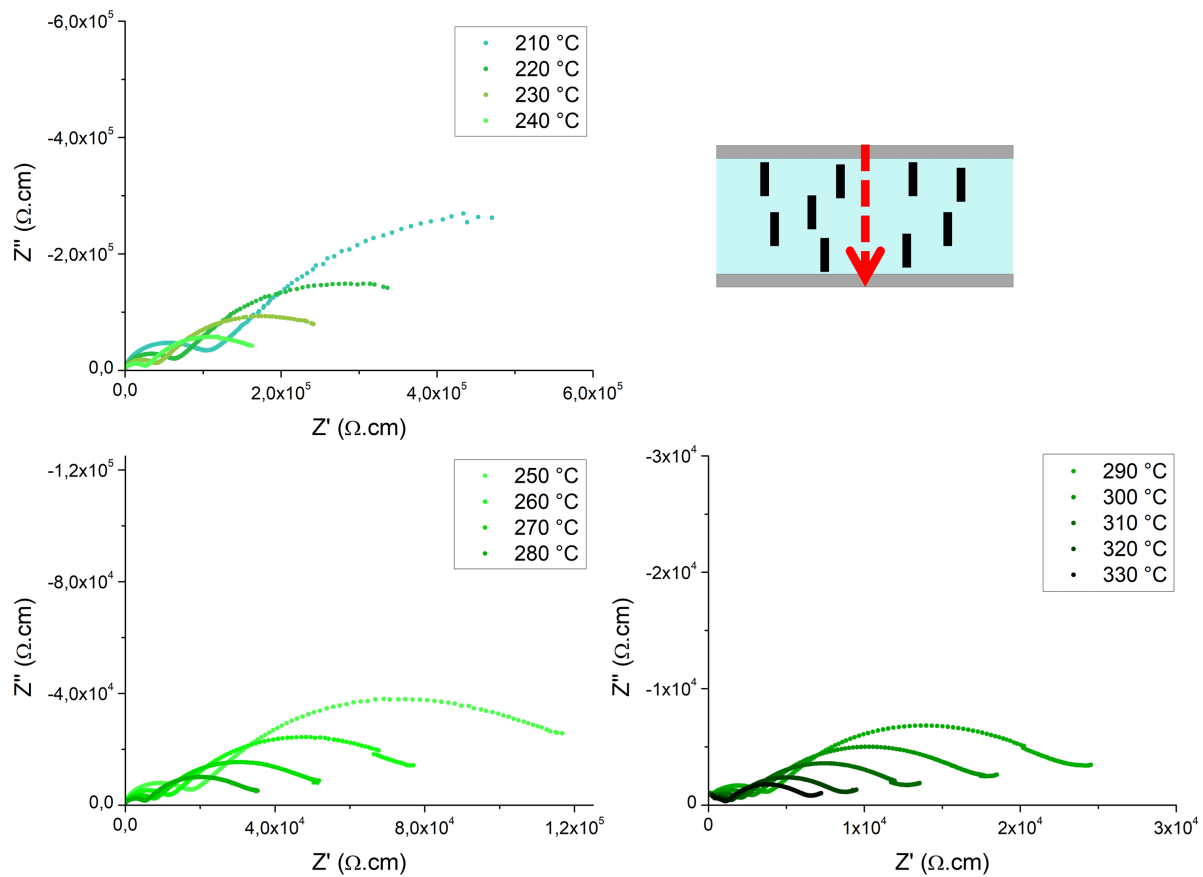 -6,0x10⁵
-4,0x10⁵
-2,0x10⁵
0,0
Z'' (Ω.cm)
0,0
2,0x10⁵
4,0x10⁵
6,0x10⁵
Z' (Ω.cm)
210 °C
220 °C
230 °C
240 °C
-1,2x10⁵
-8,0x10⁴
-4,0x10⁴
0,0
Z'' (Ω.cm)
0,0
4,0x10⁴
8,0x10⁴
1,2x10⁵
Z' (Ω.cm)
250 °C
260 °C
270 °C
280 °C
-3x10⁴
-2x10⁴
-1x10⁴
0
Z'' (Ω.cm)
0
1x10⁴
2x10⁴
3x10⁴
Z' (Ω.cm)
290 °C
300 °C
310 °C
320 °C
330 °C